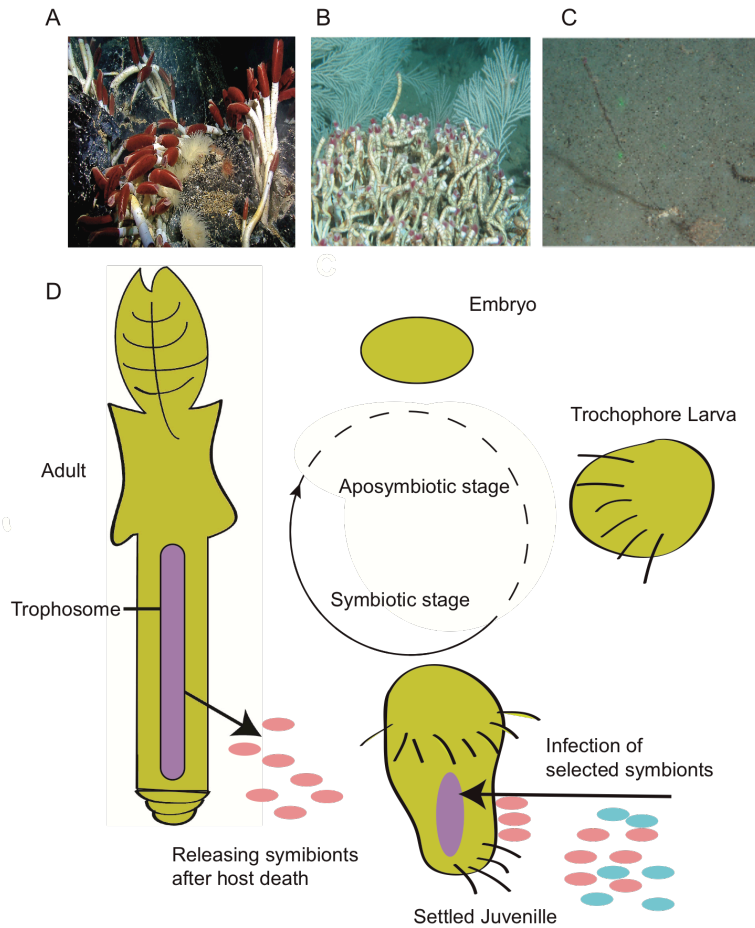 A
B
C
D
Embryo
Trochophore Larva
Adult
Aposymbiotic stage
Symbiotic stage
Trophosome
Infection of
selected symbionts
Releasing symibionts
after host death
Settled Juvenille